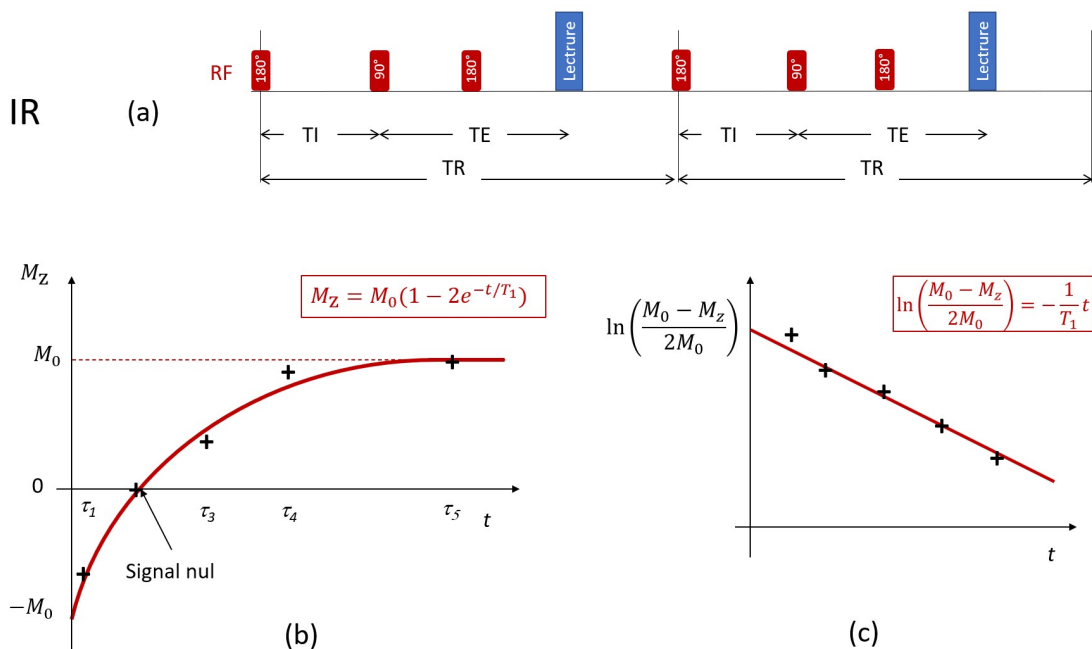 180° 90° 180° Lectrure 180° 90° 180° Lectrure
RF
IR (a)
TI TE TI TE
TR TR
M_Z
M_Z = M_0(1 − 2e^{−t/T_1})
M_0
0
τ_1 τ_3 τ_4 τ_5 t
Signal nul
−M_0
(b)
ln((M_0 − M_z)/(2M_0))
ln((M_0 − M_z)/(2M_0)) = −(1/T_1)t
t
(c)